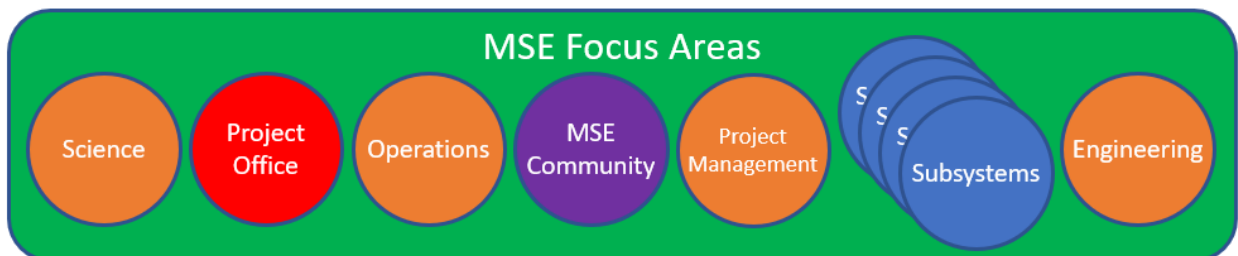 MSE Focus Areas
Science
Project
Office
Operations
MSE
Community
Project
Management
S
S
S
Subsystems
Engineering